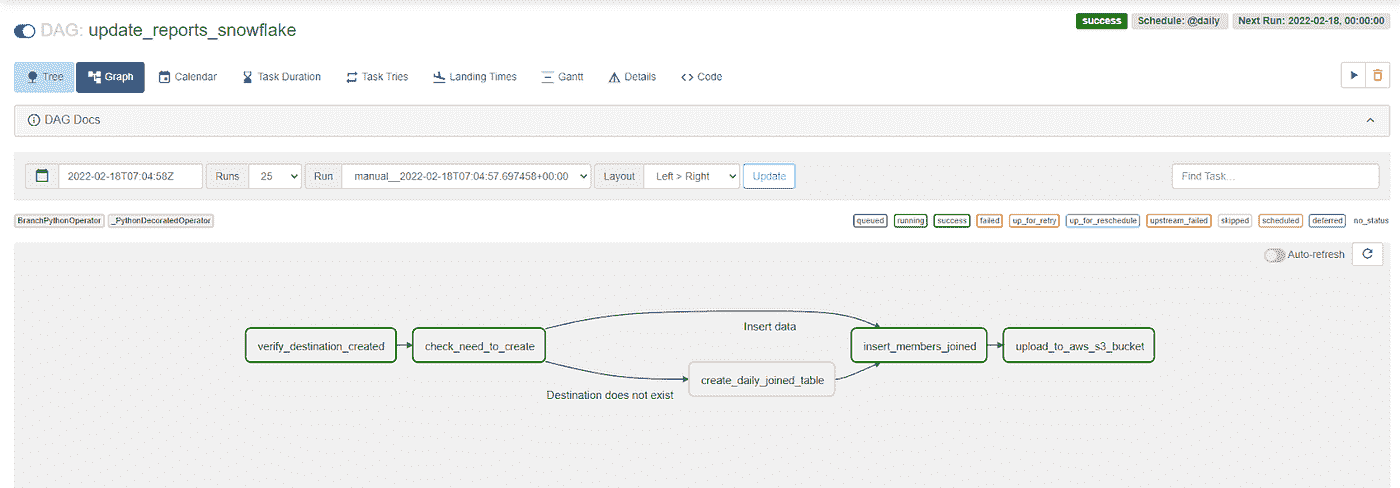 DAG: update_reports_snowflake
success Schedule: @daily Next Run: 2022-02-18, 00:00:00
Tree Graph Calendar Task Duration Task Tries Landing Times Gantt Details <> Code
DAG Docs
2022-02-18T07:04:58Z Runs 25 Run manual__2022-02-18T07:04:57.697458+00:00 Layout Left > Right Update Find Task...
BranchPythonOperator _PythonDecoratedOperator queued running success failed up_for_retry up_for_reschedule upstream_failed skipped scheduled deferred no_status
Auto-refresh
Insert data
verify_destination_created check_need_to_create insert_members_joined upload_to_aws_s3_bucket
create_daily_joined_table
Destination does not exist